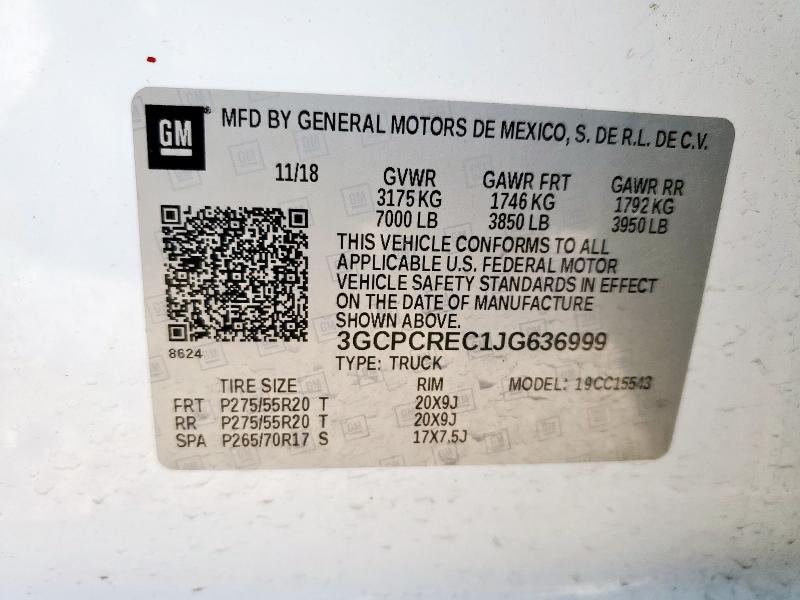 GM® MFD BY GENERAL MOTORS DE MEXICO, S. DE R.L. DE C.V.
11/18 GVWR GAWR FRT GAWR RR
3175 KG 1746 KG 1792 KG
7000 LB 3850 LB 3950 LB
THIS VEHICLE CONFORMS TO ALL
APPLICABLE U.S. FEDERAL MOTOR
VEHICLE SAFETY STANDARDS IN EFFECT
ON THE DATE OF MANUFACTURE
SHOWN ABOVE.
8624
3GCPCREC1JG636999
TYPE: TRUCK
TIRE SIZE RIM MODEL: 19CC15543
FRT P275/55R20 T 20X9J
RR P275/55R20 T 20X9J
SPA P265/70R17 S 17X7.5J